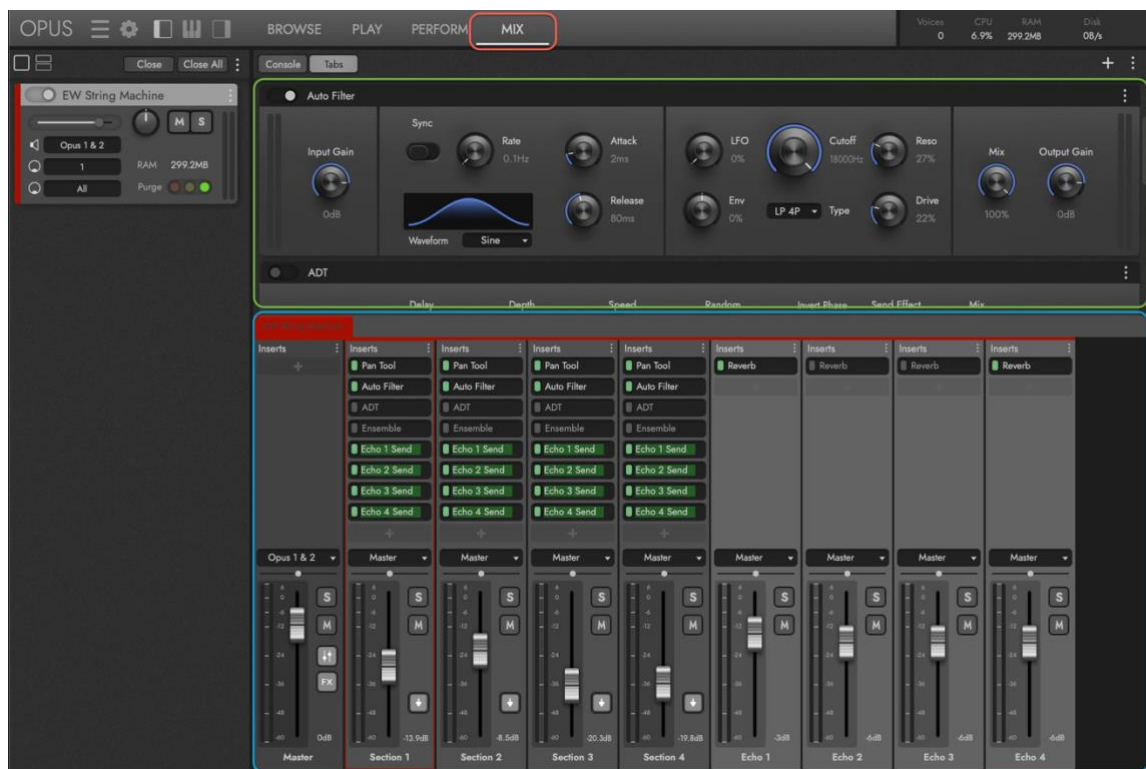 OPUS BROWSE PLAY PERFORM MIX Voices CPU RAM Disk
0 6.9% 299.2MB 0B/s
Close Close All Console Tabs +
EW String Machine
M S
Opus 1 & 2
1 RAM 299.2MB
All Purge
Auto Filter
Sync
Rate 0.1Hz
Attack 2ms
LFO 0%
Cutoff 18000Hz
Reso 27%
Input Gain
0dB
Mix
100%
Output Gain
0dB
Release 80ms
Env 0%
LP 4P Type
Drive 22%
Waveform Sine
ADT
Delay Depth Speed Random Invert Phase Send Effect Mix
EW String Machine
Inserts Inserts Inserts Inserts Inserts Inserts Inserts Inserts Inserts
+ Pan Tool Pan Tool Pan Tool Pan Tool Reverb Reverb Reverb Reverb
Auto Filter Auto Filter Auto Filter Auto Filter
ADT ADT ADT ADT
Ensemble Ensemble Ensemble Ensemble
Echo 1 Send Echo 1 Send Echo 1 Send Echo 1 Send
Echo 2 Send Echo 2 Send Echo 2 Send Echo 2 Send
Echo 3 Send Echo 3 Send Echo 3 Send Echo 3 Send
Echo 4 Send Echo 4 Send Echo 4 Send Echo 4 Send
Opus 1 & 2 Master Master Master Master Master Master Master Master
S S S S S S S S S
M M M M M M M M M
FX
0dB -13.9dB -8.5dB -20.3dB -19.8dB -3dB -6dB -6dB -6dB
Master Section 1 Section 2 Section 3 Section 4 Echo 1 Echo 2 Echo 3 Echo 4